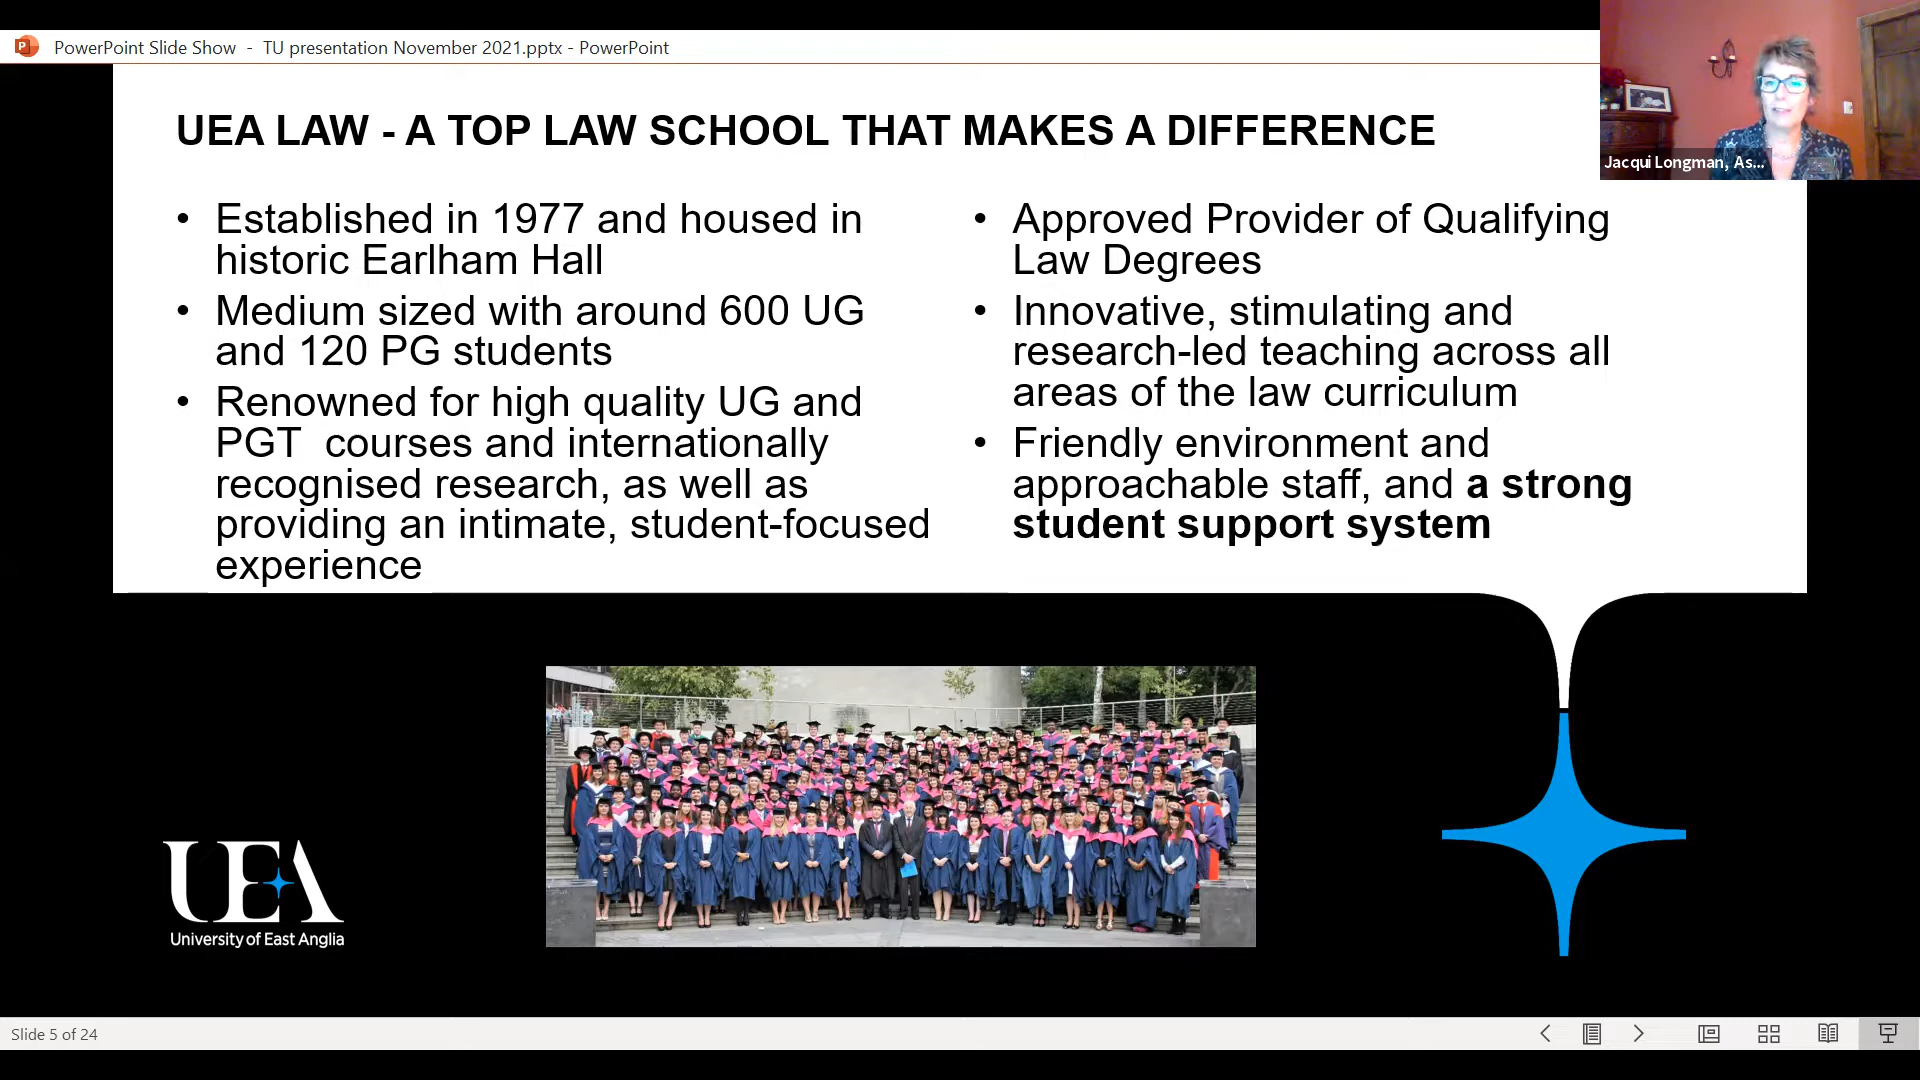 PowerPoint Slide Show - TU presentation November 2021.pptx - PowerPoint
Jacqui Longman, As...
UEA LAW - A TOP LAW SCHOOL THAT MAKES A DIFFERENCE
• Established in 1977 and housed in
historic Earlham Hall
• Medium sized with around 600 UG
and 120 PG students
• Renowned for high quality UG and
PGT  courses and internationally
recognised research, as well as
providing an intimate, student-focused
experience
• Approved Provider of Qualifying
Law Degrees
• Innovative, stimulating and
research-led teaching across all
areas of the law curriculum
• Friendly environment and
approachable staff, and a strong
student support system
UEA
University of East Anglia
Slide 5 of 24